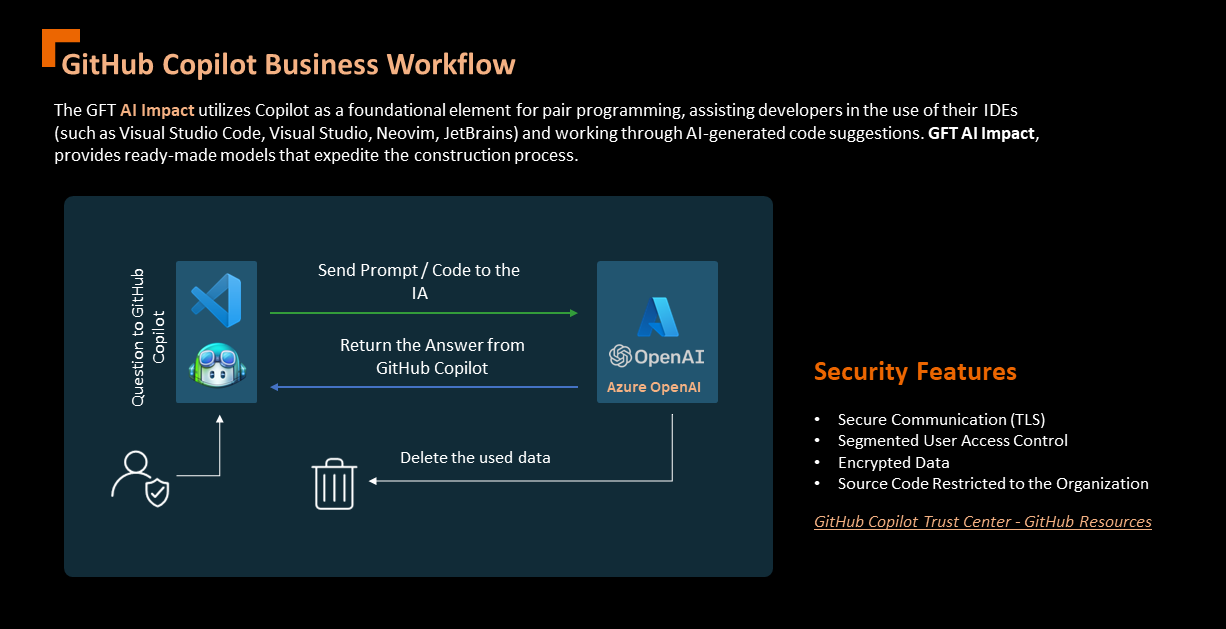 GitHub Copilot Business Workflow
The GFT AI Impact utilizes Copilot as a foundational element for pair programming, assisting developers in the use of their IDEs
(such as Visual Studio Code, Visual Studio, Neovim, JetBrains) and working through AI-generated code suggestions. GFT AI Impact,
provides ready-made models that expedite the construction process.
Question to GitHub
Copilot
Send Prompt / Code to the
IA
Return the Answer from
GitHub Copilot
OpenAI
Azure OpenAI
Delete the used data
Security Features
• Secure Communication (TLS)
• Segmented User Access Control
• Encrypted Data
• Source Code Restricted to the Organization
GitHub Copilot Trust Center - GitHub Resources